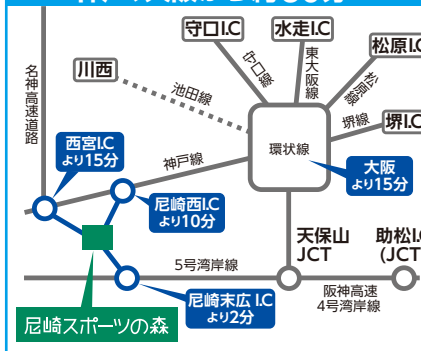 守口I.C
水走I.C
松原I.C
川西
堺I.C
名神高速道路
池田線
守口線
東大阪線
松原線
堺線
環状線
西宮I.C
より15分
神戸線
大阪
より15分
尼崎西I.C
より10分
天保山
JCT
助松I.C
(JCT)
5号湾岸線
阪神高速
4号湾岸線
尼崎末広 I.C
より2分
尼崎スポーツの森